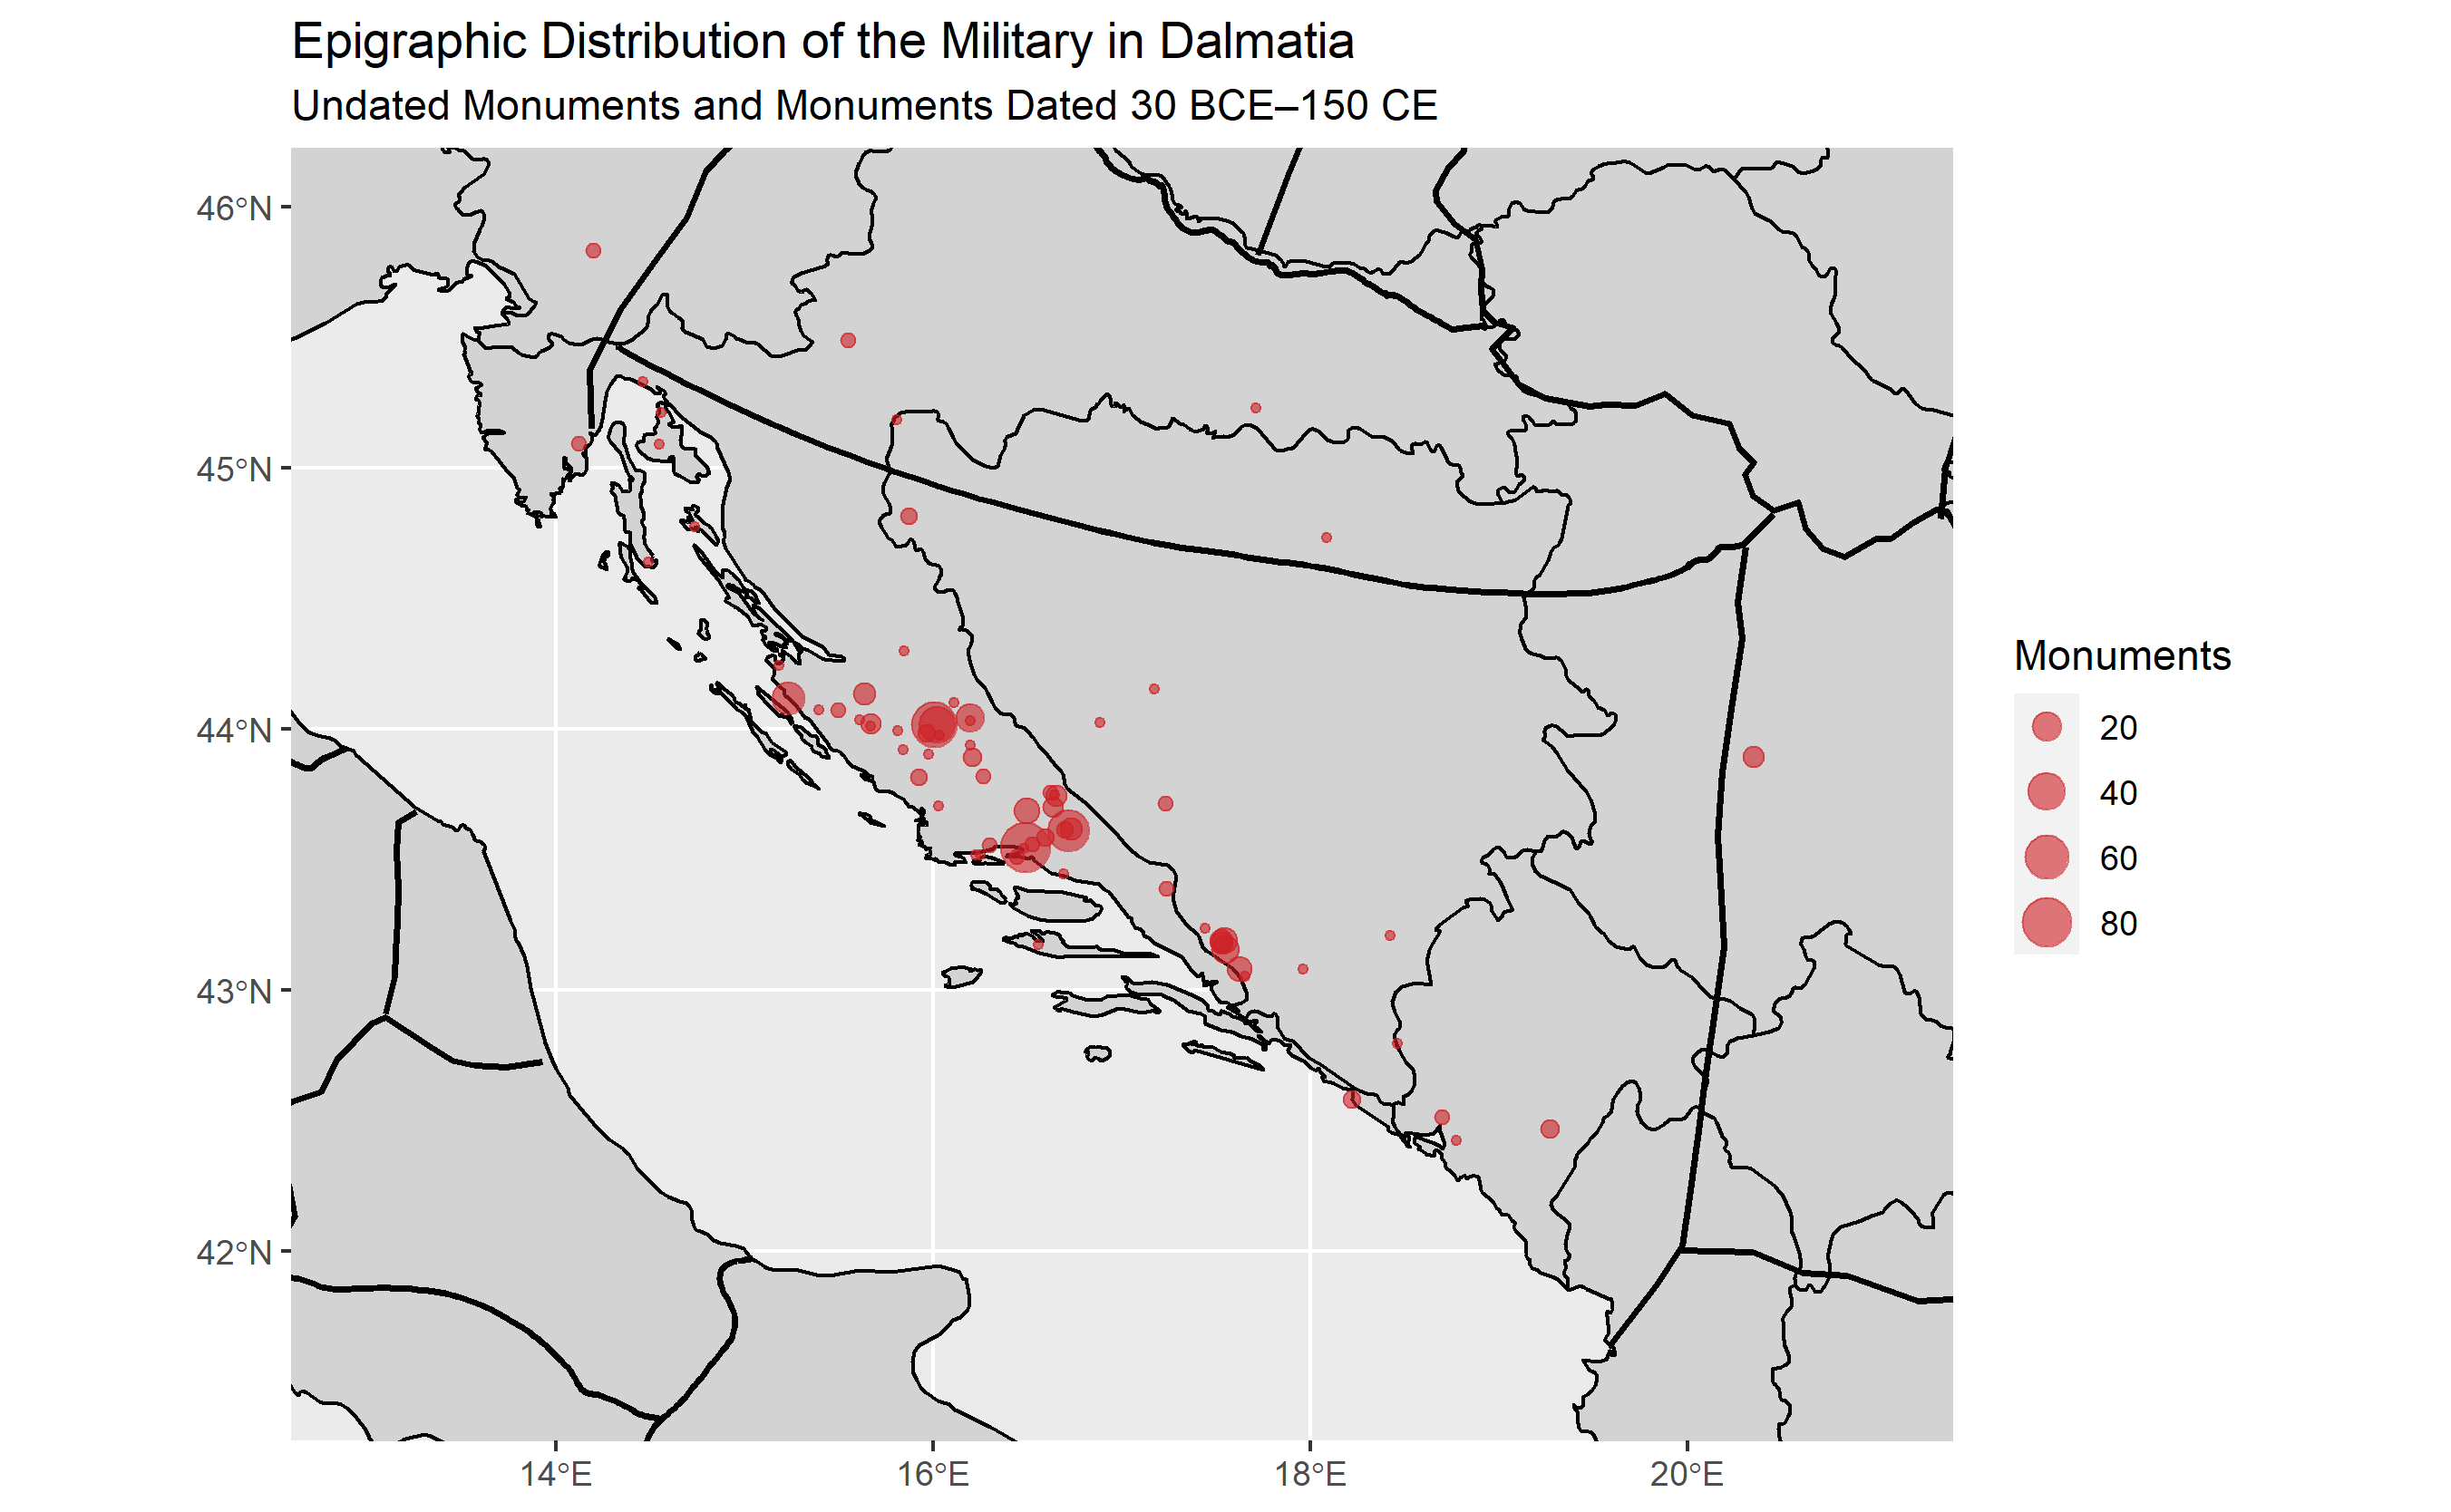 Epigraphic Distribution of the Military in Dalmatia
Undated Monuments and Monuments Dated 30 BCE–150 CE
46°N
45°N
44°N
43°N
42°N
14°E
16°E
18°E
20°E
Monuments
20
40
60
80